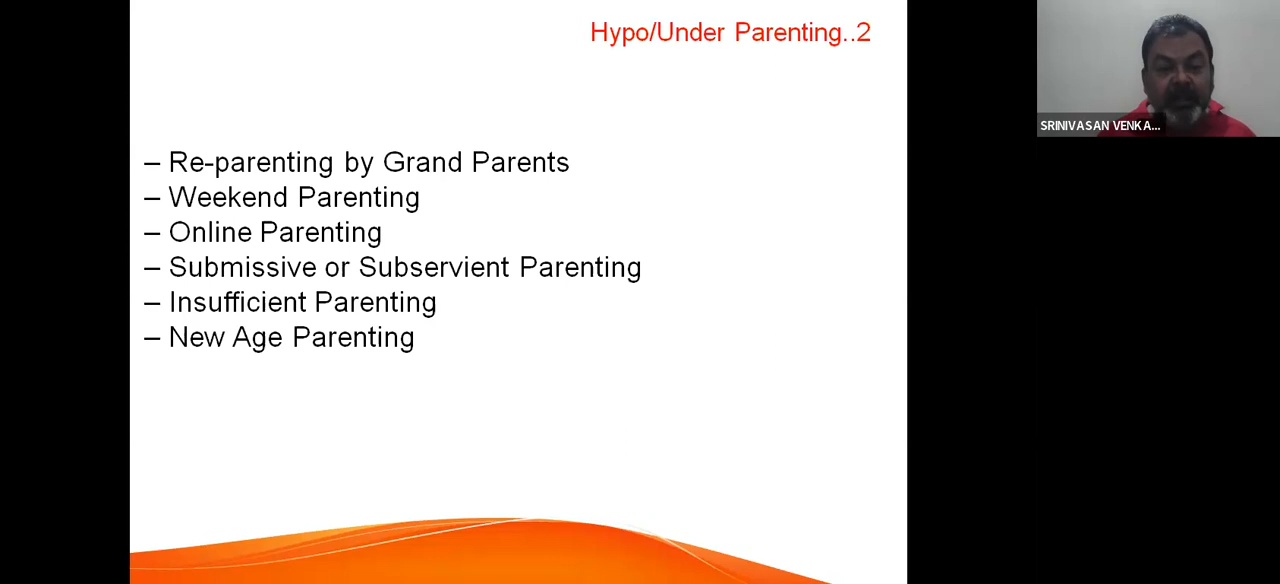 Hypo/Under Parenting..2
SRINIVASAN VENKA...
– Re-parenting by Grand Parents
– Weekend Parenting
– Online Parenting
– Submissive or Subservient Parenting
– Insufficient Parenting
– New Age Parenting